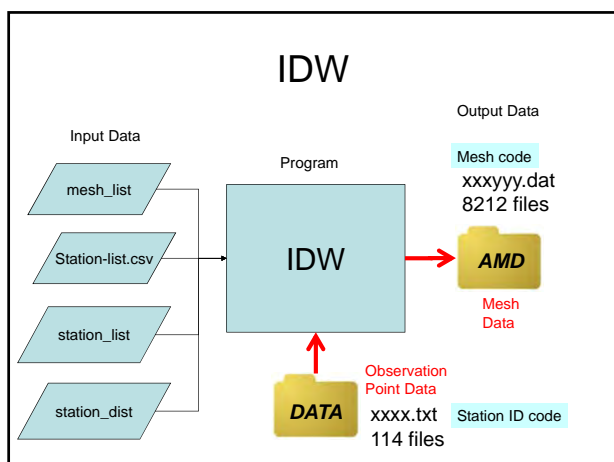 IDW
Input Data
mesh_list
Station-list.csv
station_list
station_dist
Program
IDW
Output Data
Mesh code
xxxyyy.dat
8212 files
AMD
Mesh
Data
Observation
Point Data
DATA
xxxx.txt
114 files
Station ID code